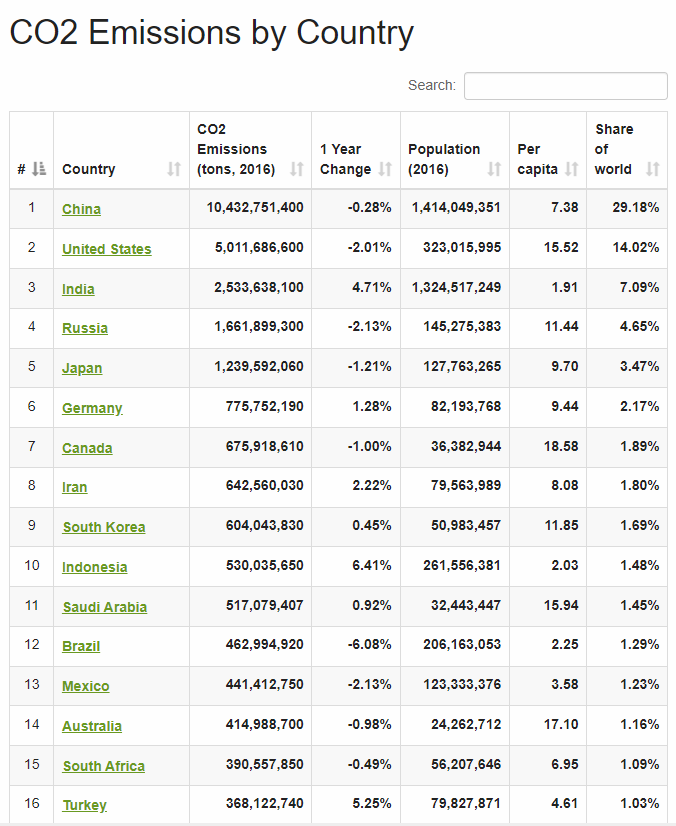 CO2 Emissions by Country
Search:
# Country CO2 Emissions (tons, 2016) 1 Year Change Population (2016) Per capita Share of world
1 China 10,432,751,400 -0.28% 1,414,049,351 7.38 29.18%
2 United States 5,011,686,600 -2.01% 323,015,995 15.52 14.02%
3 India 2,533,638,100 4.71% 1,324,517,249 1.91 7.09%
4 Russia 1,661,899,300 -2.13% 145,275,383 11.44 4.65%
5 Japan 1,239,592,060 -1.21% 127,763,265 9.70 3.47%
6 Germany 775,752,190 1.28% 82,193,768 9.44 2.17%
7 Canada 675,918,610 -1.00% 36,382,944 18.58 1.89%
8 Iran 642,560,030 2.22% 79,563,989 8.08 1.80%
9 South Korea 604,043,830 0.45% 50,983,457 11.85 1.69%
10 Indonesia 530,035,650 6.41% 261,556,381 2.03 1.48%
11 Saudi Arabia 517,079,407 0.92% 32,443,447 15.94 1.45%
12 Brazil 462,994,920 -6.08% 206,163,053 2.25 1.29%
13 Mexico 441,412,750 -2.13% 123,333,376 3.58 1.23%
14 Australia 414,988,700 -0.98% 24,262,712 17.10 1.16%
15 South Africa 390,557,850 -0.49% 56,207,646 6.95 1.09%
16 Turkey 368,122,740 5.25% 79,827,871 4.61 1.03%